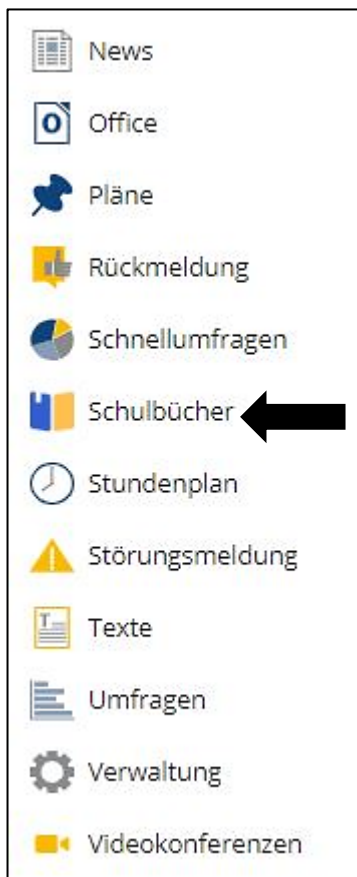 News
Office
Pläne
Rückmeldung
Schnellumfragen
Schulbücher
Stundenplan
Störungsmeldung
Texte
Umfragen
Verwaltung
Videokonferenzen